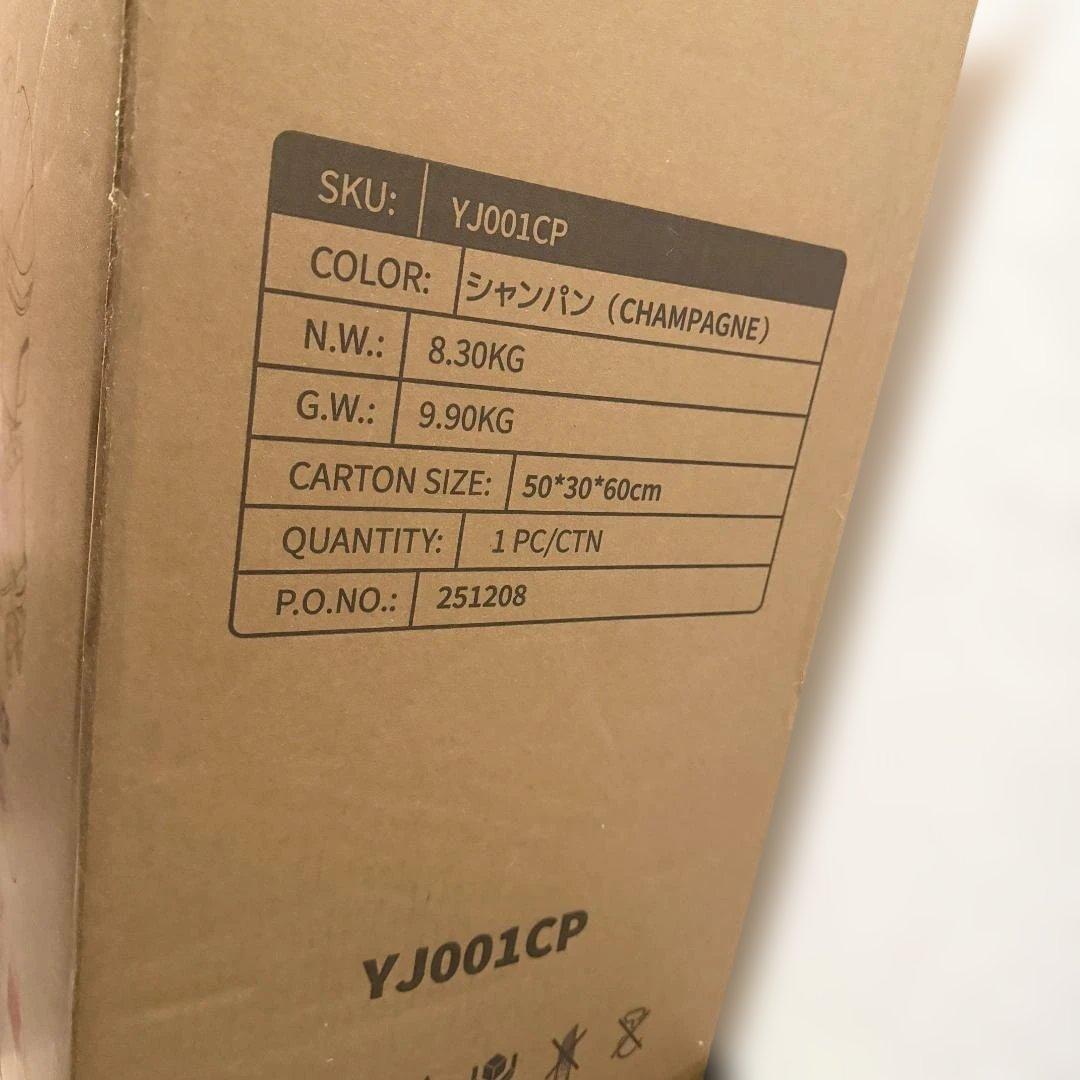 SKU: YJ001CP
COLOR: シャンパン（CHAMPAGNE）
N.W.: 8.30KG
G.W.: 9.90KG
CARTON SIZE: 50*30*60cm
QUANTITY: 1 PC/CTN
P.O.NO.: 251208
YJ001CP